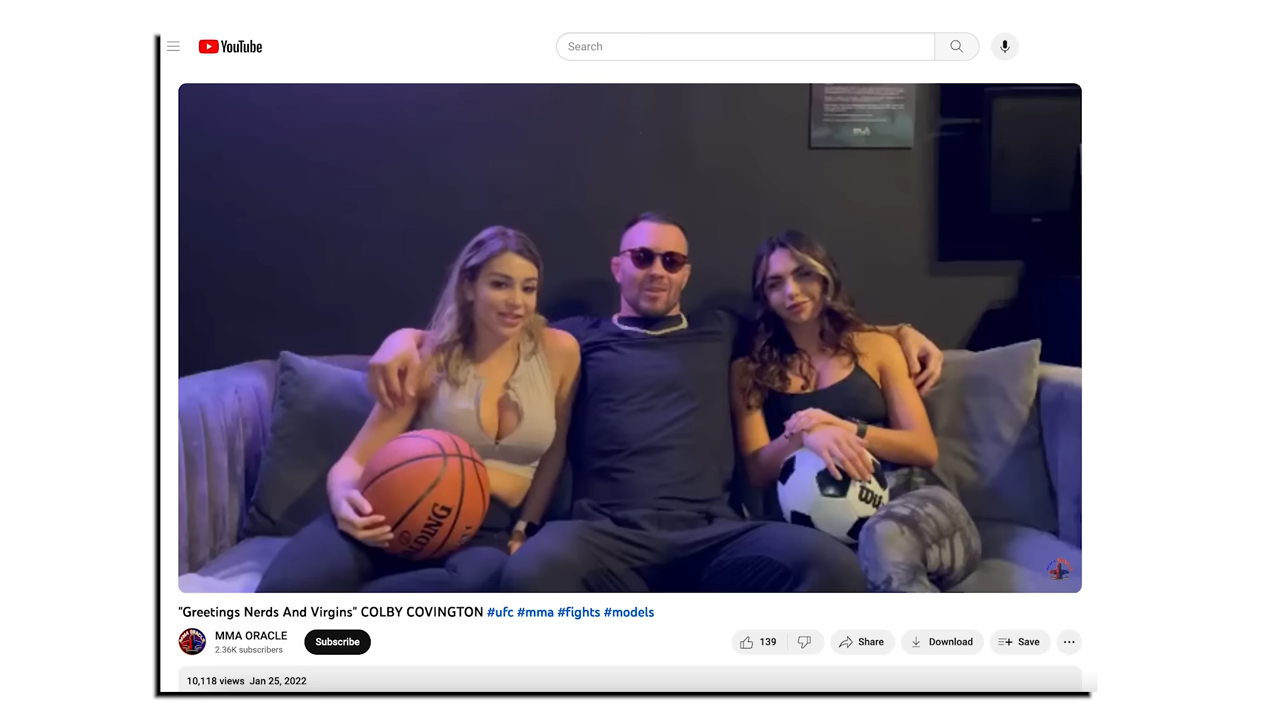 YouTube
Search
SPALDING
Wil
"Greetings Nerds And Virgins" COLBY COVINGTON #ufc #mma #fights #models
MMA ORACLE
2.36K subscribers
Subscribe
139
Share
Download
Save
10,118 views Jan 25, 2022